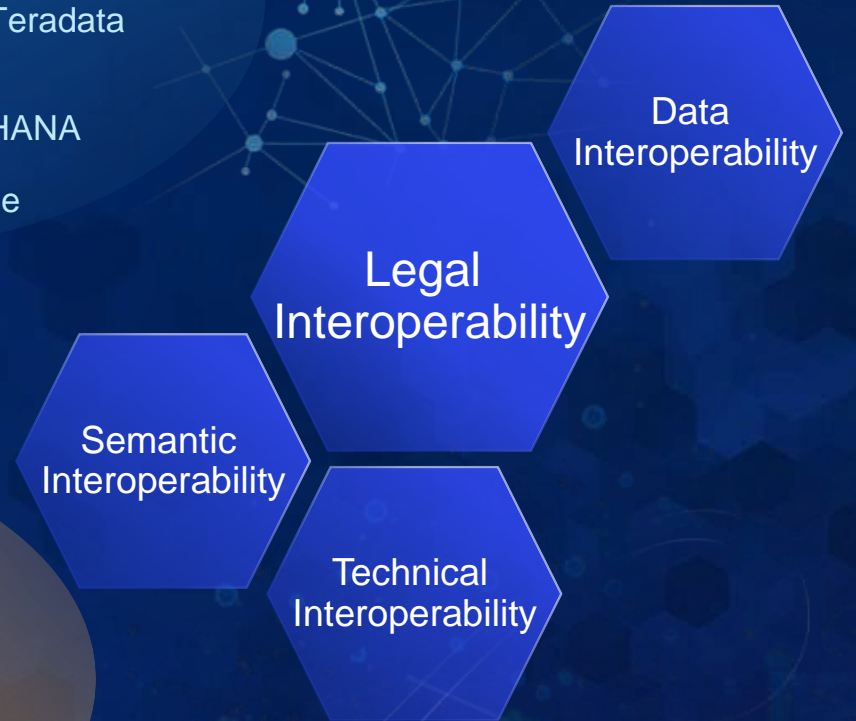 Teradata
HANA
e
Data
Interoperability
Legal
Interoperability
Semantic
Interoperability
Technical
Interoperability